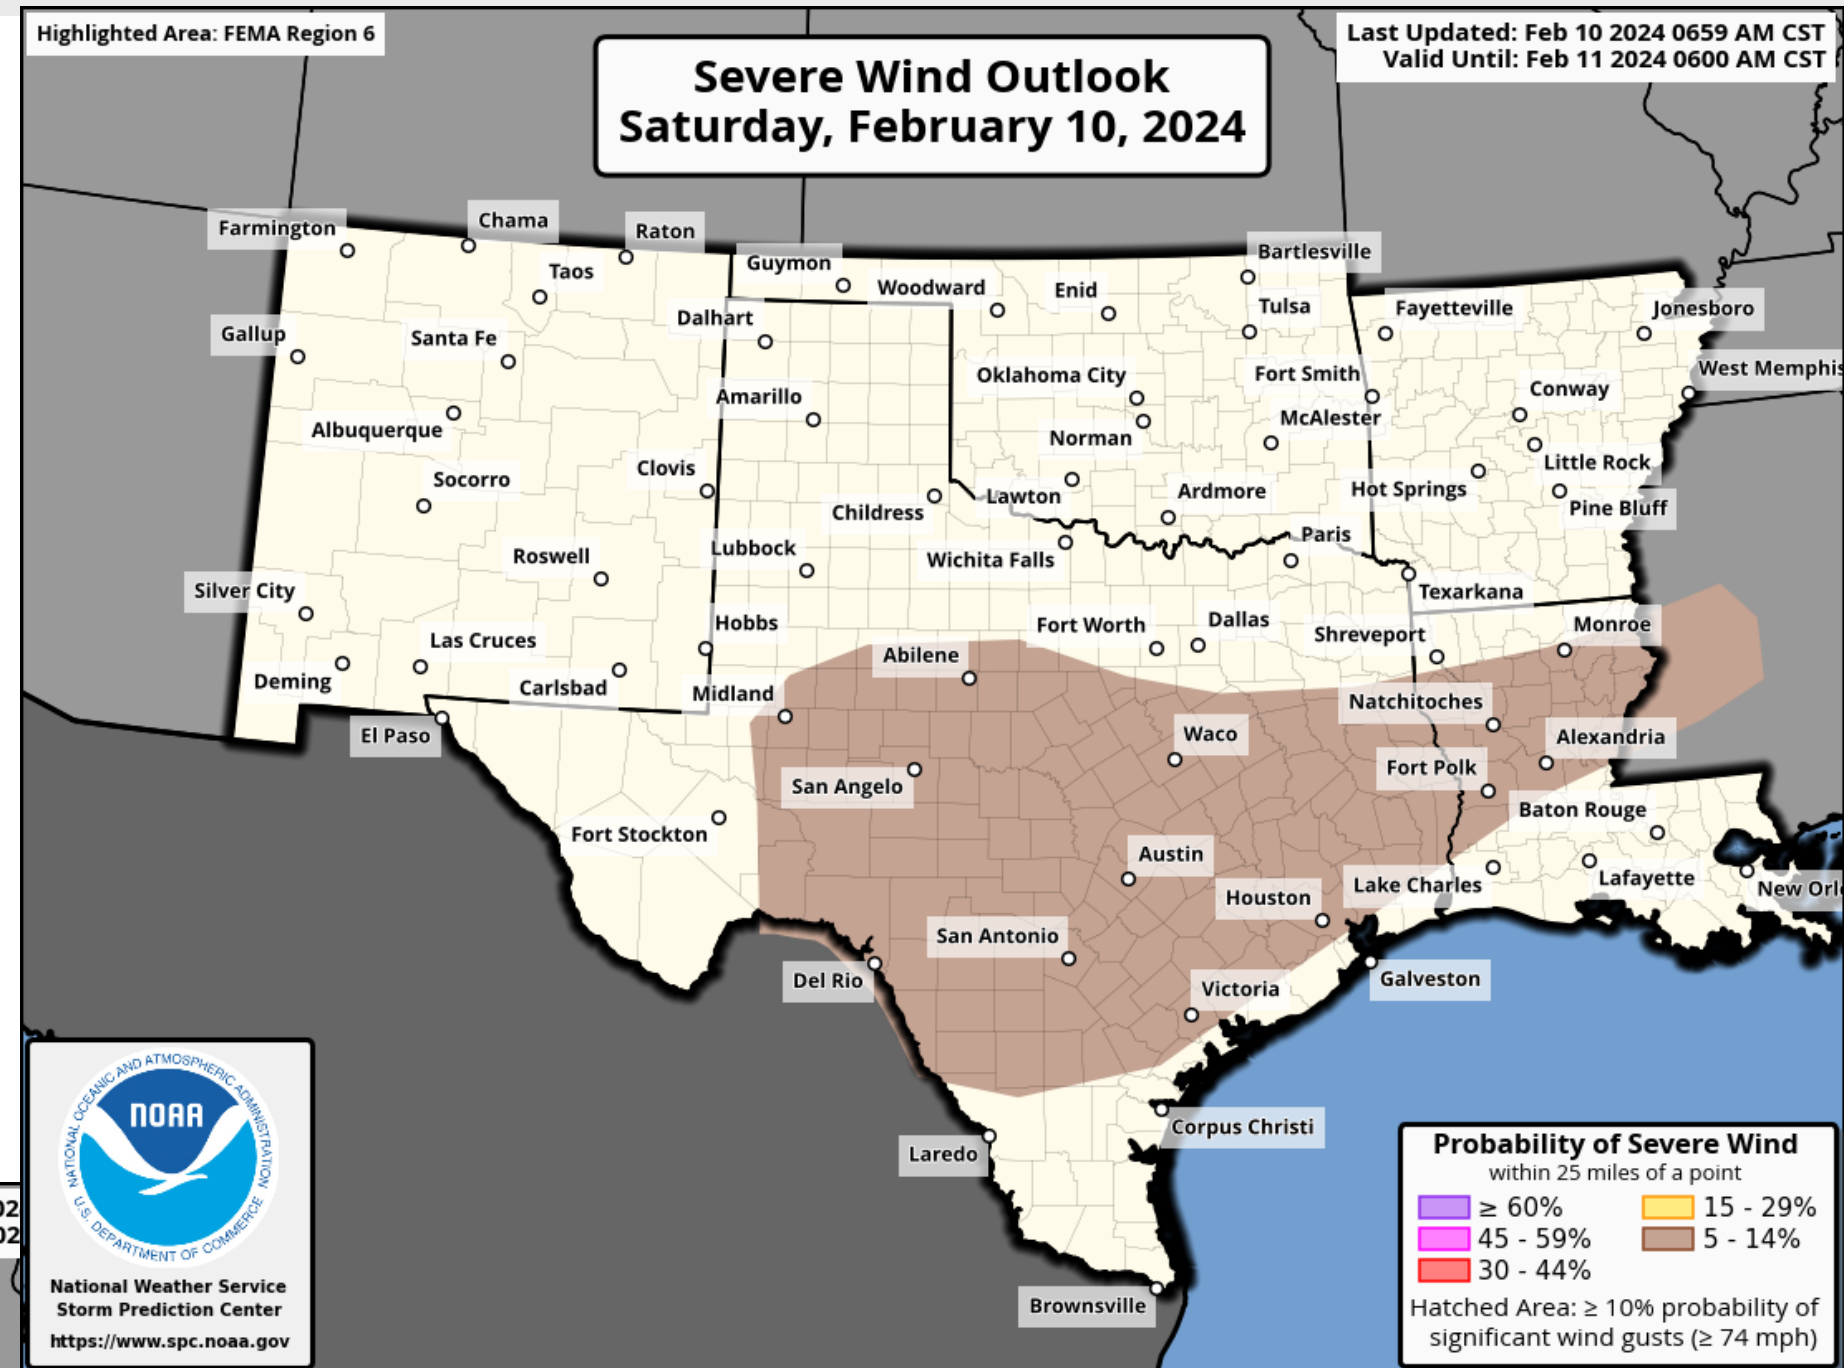 Highlighted Area: FEMA Region 6
Last Updated: Feb 10 2024 0659 AM CST
Valid Until: Feb 11 2024 0600 AM CST
Severe Wind Outlook
Saturday, February 10, 2024
Farmington
Chama
Raton
Taos
Guymon
Woodward
Enid
Bartlesville
Tulsa
Fayetteville
Jonesboro
Gallup
Santa Fe
Dalhart
Oklahoma City
Fort Smith
West Memphis
Conway
Amarillo
Albuquerque
Norman
McAlester
Little Rock
Socorro
Clovis
Childress
Lawton
Ardmore
Hot Springs
Pine Bluff
Roswell
Lubbock
Wichita Falls
Paris
Silver City
Texarkana
Las Cruces
Hobbs
Fort Worth
Dallas
Shreveport
Monroe
Deming
Carlsbad
Midland
Abilene
Natchitoches
El Paso
Waco
Alexandria
San Angelo
Fort Polk
Fort Stockton
Baton Rouge
Austin
Lake Charles
Lafayette
New Orl
Houston
San Antonio
Del Rio
Victoria
Galveston
Corpus Christi
Laredo
Brownsville
02
02
NATIONAL OCEANIC AND ATMOSPHERIC ADMINISTRATION
NOAA
U.S. DEPARTMENT OF COMMERCE
National Weather Service
Storm Prediction Center
https://www.spc.noaa.gov
Probability of Severe Wind
within 25 miles of a point
≥ 60%
15 - 29%
45 - 59%
5 - 14%
30 - 44%
Hatched Area: ≥ 10% probability of
significant wind gusts (≥ 74 mph)